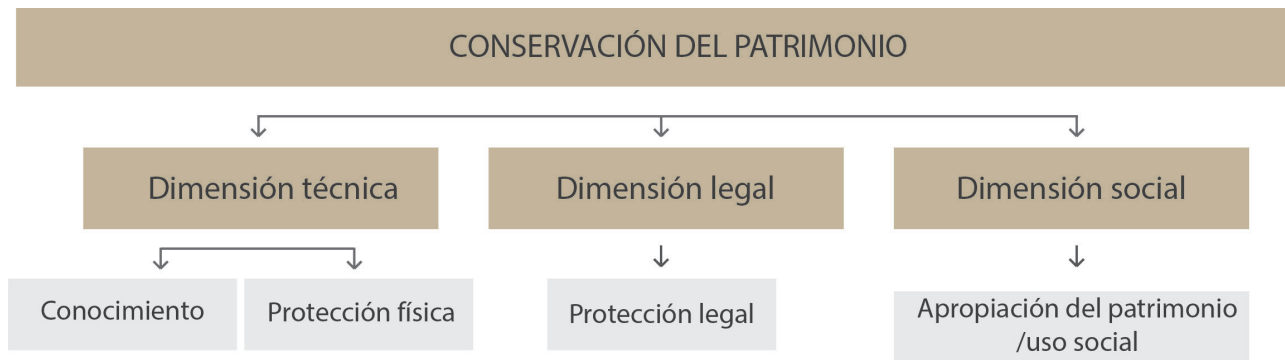 CONSERVACIÓN DEL PATRIMONIO
Dimensión técnica
Dimensión legal
Dimensión social
Conocimiento
Protección física
Protección legal
Apropiación del patrimonio
/uso social